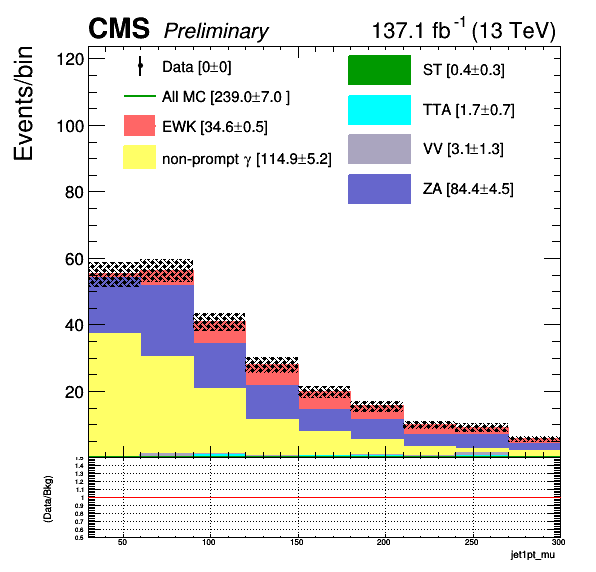 CMS Preliminary 137.1 fb⁻¹ (13 TeV)
Events/bin
120
100
80
60
40
20
Data [0±0]
All MC [239.0±7.0 ]
EWK [34.6±0.5]
non-prompt γ [114.9±5.2]
ST [0.4±0.3]
TTA [1.7±0.7]
VV [3.1±1.3]
ZA [84.4±4.5]
(Data/Bkg)
1.5
1.4
1.3
1.2
1.1
1
0.9
0.8
0.7
0.6
0.5
50 100 150 200 250 300
jet1pt_mu